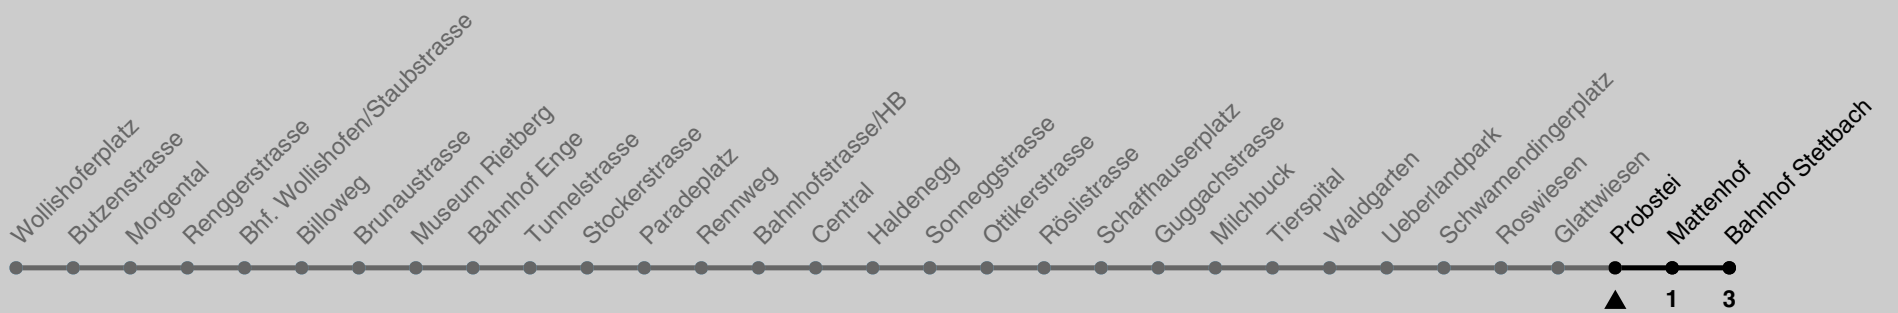 Wollishoferplatz
Butzenstrasse
Morgental
Renggerstrasse
Bhf. Wollishofen/Staubstrasse
Billoweg
Brunaustrasse
Museum Rietberg
Bahnhof Enge
Tunnelstrasse
Stockerstrasse
Paradeplatz
Rennweg
Bahnhofstrasse/HB
Central
Haldenegg
Sonneggstrasse
Ottikerstrasse
Röslistrasse
Schaffhauserplatz
Guggachstrasse
Milchbuck
Tierspital
Waldgarten
Ueberlandpark
Schwamendingerplatz
Roswiesen
Glattwiesen
Probstei
Mattenhof
Bahnhof Stettbach
1
3